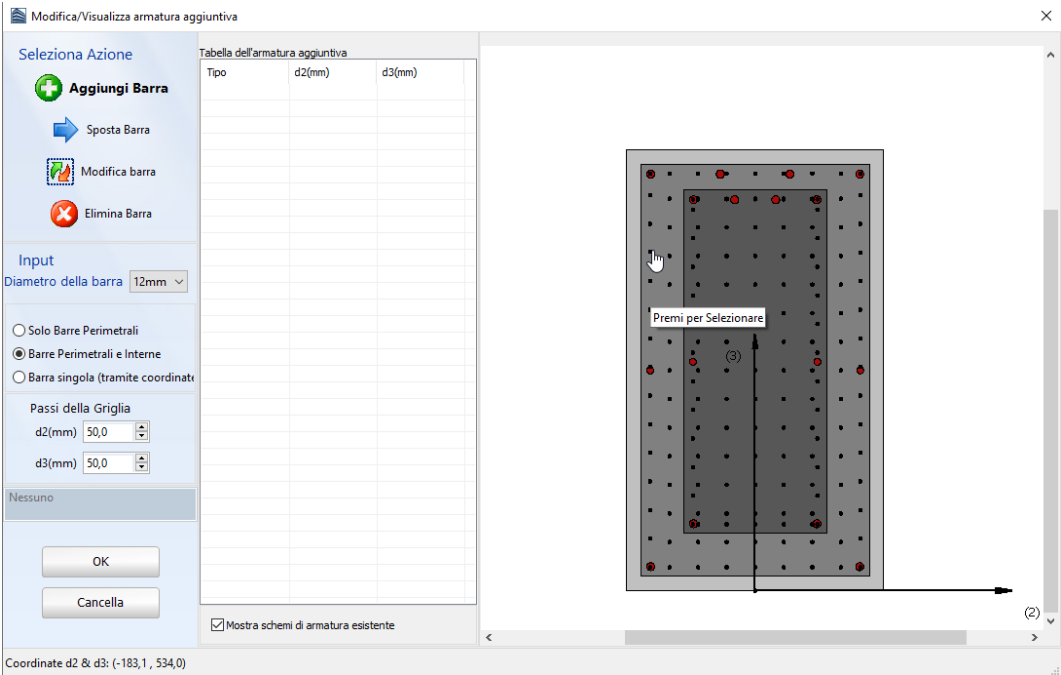 Modifica/Visualizza armatura aggiuntiva
Seleziona Azione
Aggiungi Barra
Sposta Barra
Modifica barra
Elimina Barra
Input
Diametro della barra 12mm
Solo Barre Perimetrali
Barre Perimetrali e Interne
Barra singola (tramite coordinate
Passi della Griglia
d2(mm) 50,0
d3(mm) 50,0
Nessuno
OK
Cancella
Tabella dell'armatura aggiuntiva
Tipo d2(mm) d3(mm)
Mostra schemi di armatura esistente
Premi per Selezionare
(3)
(2)
Coordinate d2 & d3: (-183,1 , 534,0)